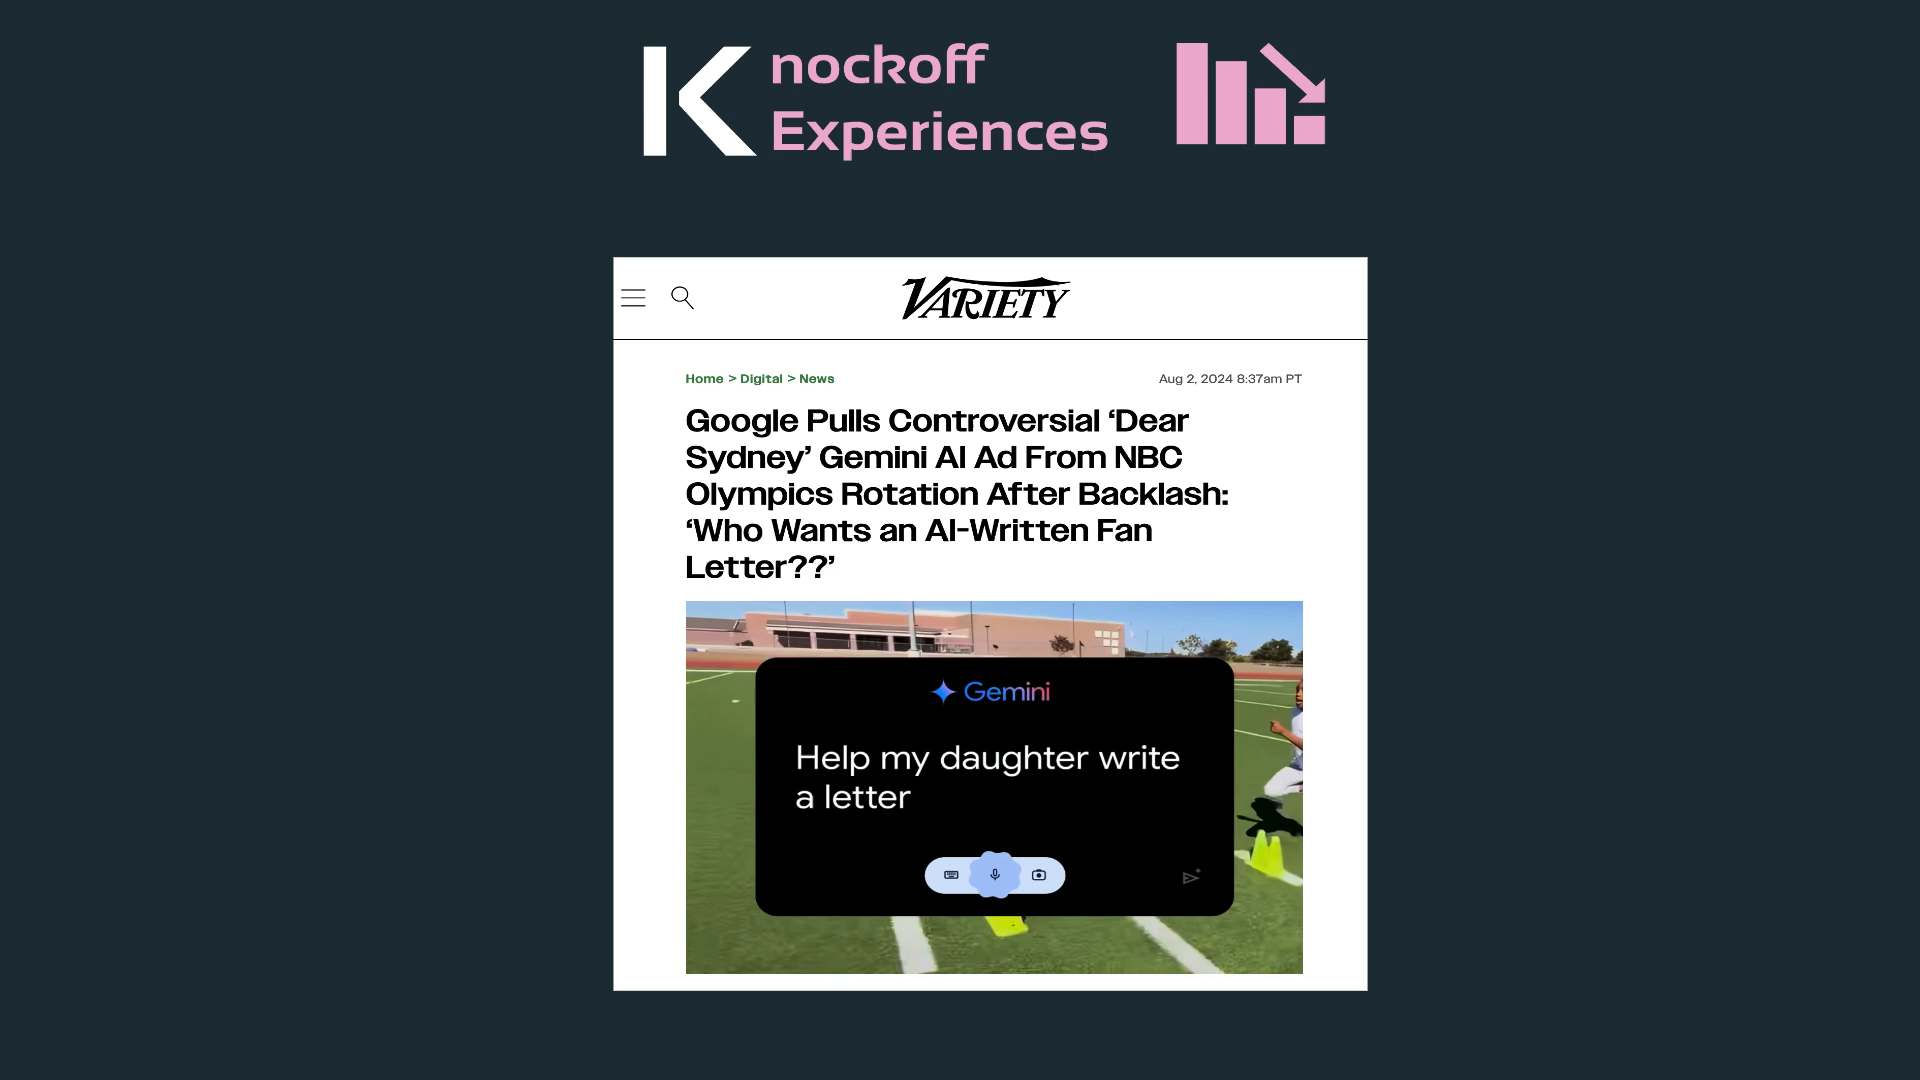 Knockoff
Experiences
VARIETY
Home > Digital > News
Aug 2, 2024 8:37am PT
Google Pulls Controversial ‘Dear
Sydney’ Gemini AI Ad From NBC
Olympics Rotation After Backlash:
‘Who Wants an AI-Written Fan
Letter??’
Gemini
Help my daughter write
a letter